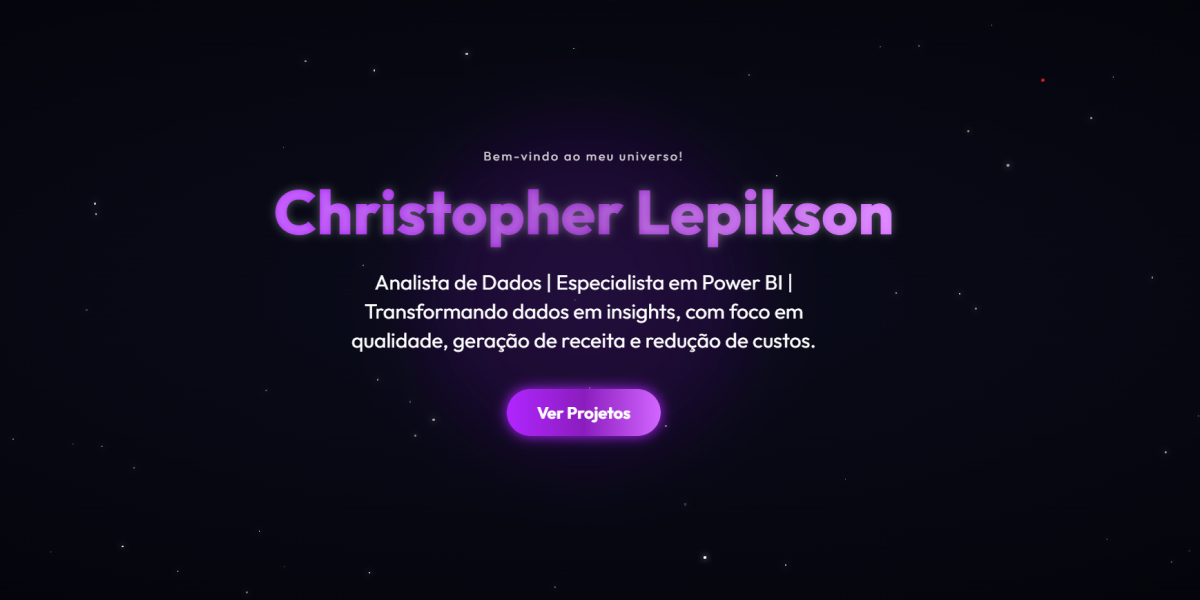 Bem-vindo ao meu universo!
Christopher Lepikson
Analista de Dados | Especialista em Power BI |
Transformando dados em insights, com foco em
qualidade, geração de receita e redução de custos.
Ver Projetos